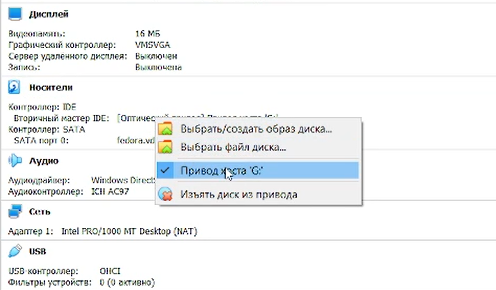 Дисплей
Видеопамять: 16 МБ
Графический контроллер: VMSVGA
Сервер удаленного дисплея: Выключен
Запись: Выключена
Носители
Контроллер: IDE
Вторичный мастер IDE: [Оптический привод] Привод хоста 'G:'
Контроллер: SATA
SATA порт 0: fedora.vd
Выбрать/создать образ диска...
Выбрать файл диска...
Привод хоста 'G:'
Изъять диск из привода
Аудио
Аудиодрайвер: Windows Direct
Аудиоконтроллер: ICH AC97
Сеть
Адаптер 1: Intel PRO/1000 MT Desktop (NAT)
USB
USB-контроллер: OHCI
Фильтры устройств: 0 (0 активно)